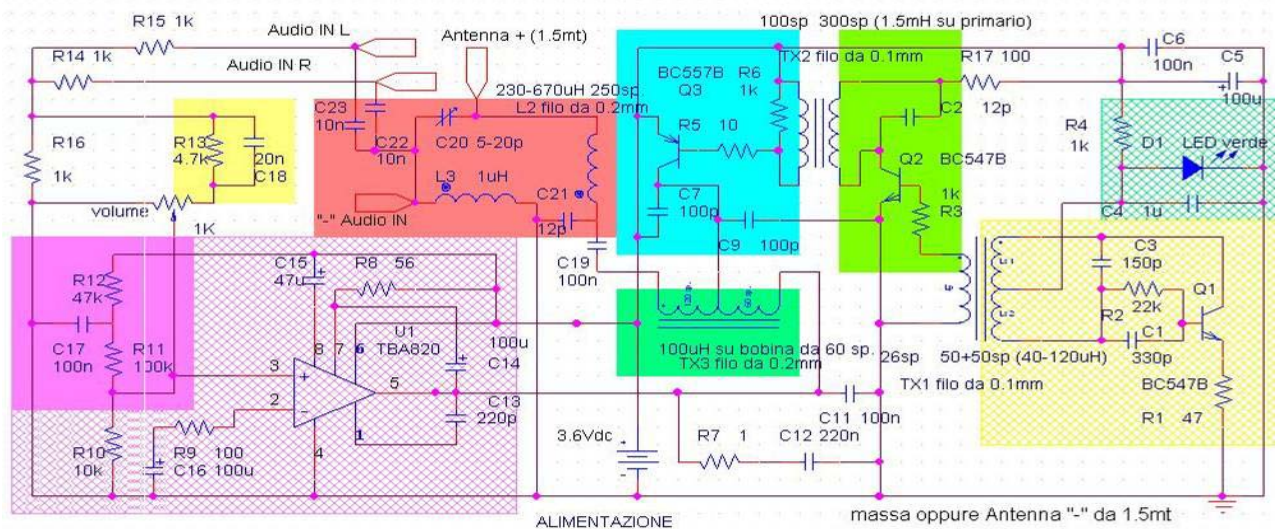 R15 1k
R14 1k
Audio IN L
Audio IN R
Antenna + (1.5mt)
100sp 300sp (1.5mH su primario)
TX2 filo da 0.1mm
R17 100
C6
100n
C5
100u
230-670uH 250sp.
L2 filo da 0.2mm
BC557B
Q3
R6
1k
C2
12p
C23
10n
C22
10n
C20 5-20p
R5
10
R4
1k
D1
LED verde
R13
4.7k
20n
C18
R16
1k
L3 1uH
Q2
BC547B
1k
R3
volume
1K
"-" Audio IN
C21
12p
C7
100p
C9
100p
C4
1u
C15
47u
R8 56
C19
100n
R12
47k
C3
150p
Q1
22k
R2
C1
330p
U1
TBA820
8
7
6
100u
C14
C17
100n
R11
100k
100uH su bobina da 60 sp.
TX3 filo da 0.2mm
26sp
50+50sp (40-120uH)
TX1 filo da 0.1mm
BC547B
R1 47
3
+
5
2
-
1
4
C13
220p
C11
100n
R10
10k
R9 100
C16 100u
3.6Vdc
R7 1
C12 220n
ALIMENTAZIONE
massa oppure Antenna "-" da 1.5mt